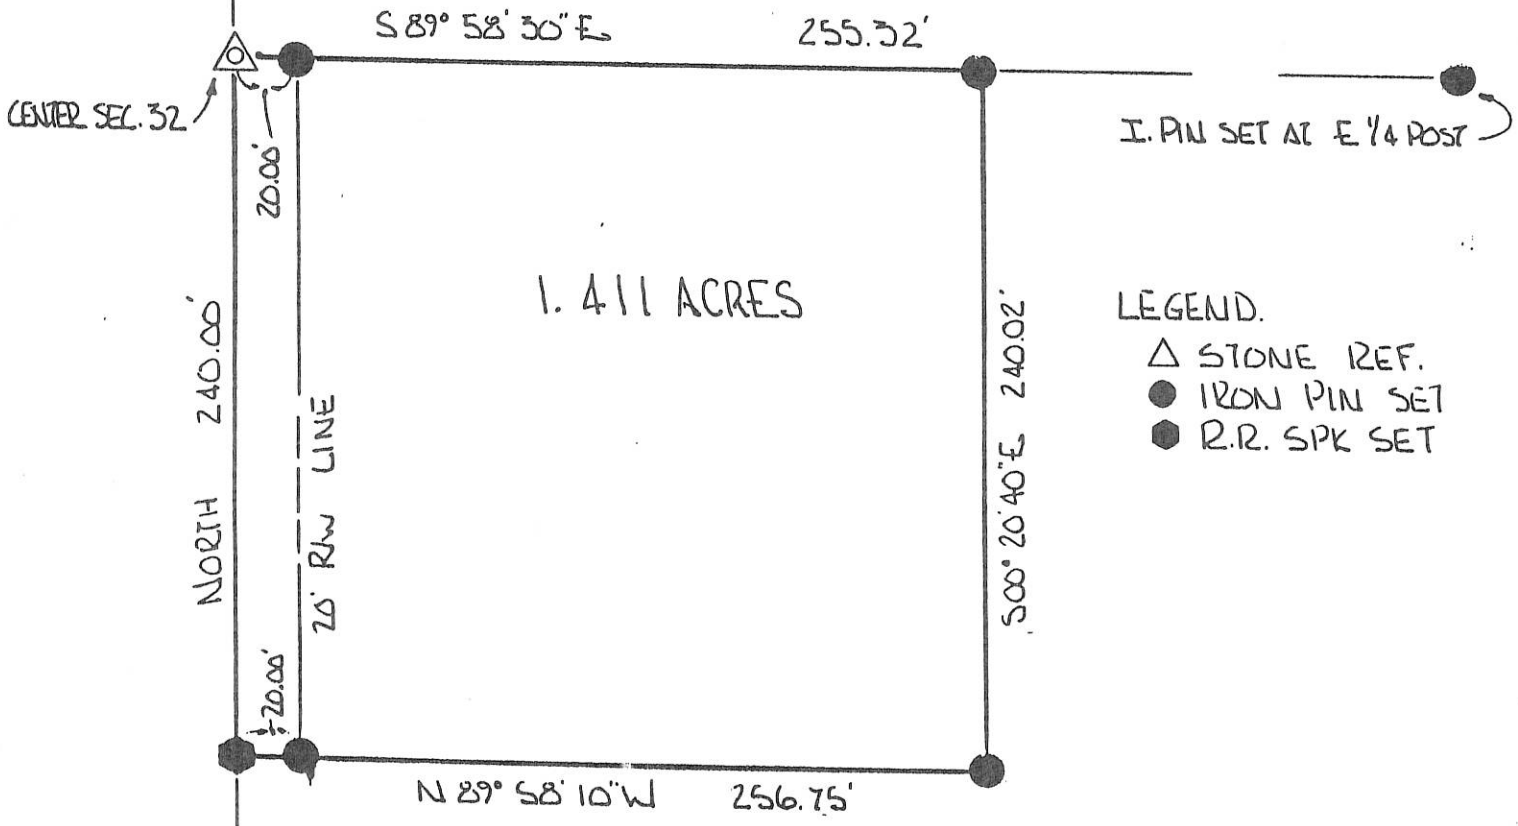 S 89° 58' 30" E 255.32'
CENTER SEC. 32
20.00'
I. PIN SET AT E 1/4 POST
1.411 ACRES
NORTH 240.00'
20' R/W LINE
S00° 20' 40" E 240.02'
LEGEND.
△ STONE REF.
● IRON PIN SET
⬢ R.R. SPK SET
20.00'
N 89° 58' 10" W 256.75'